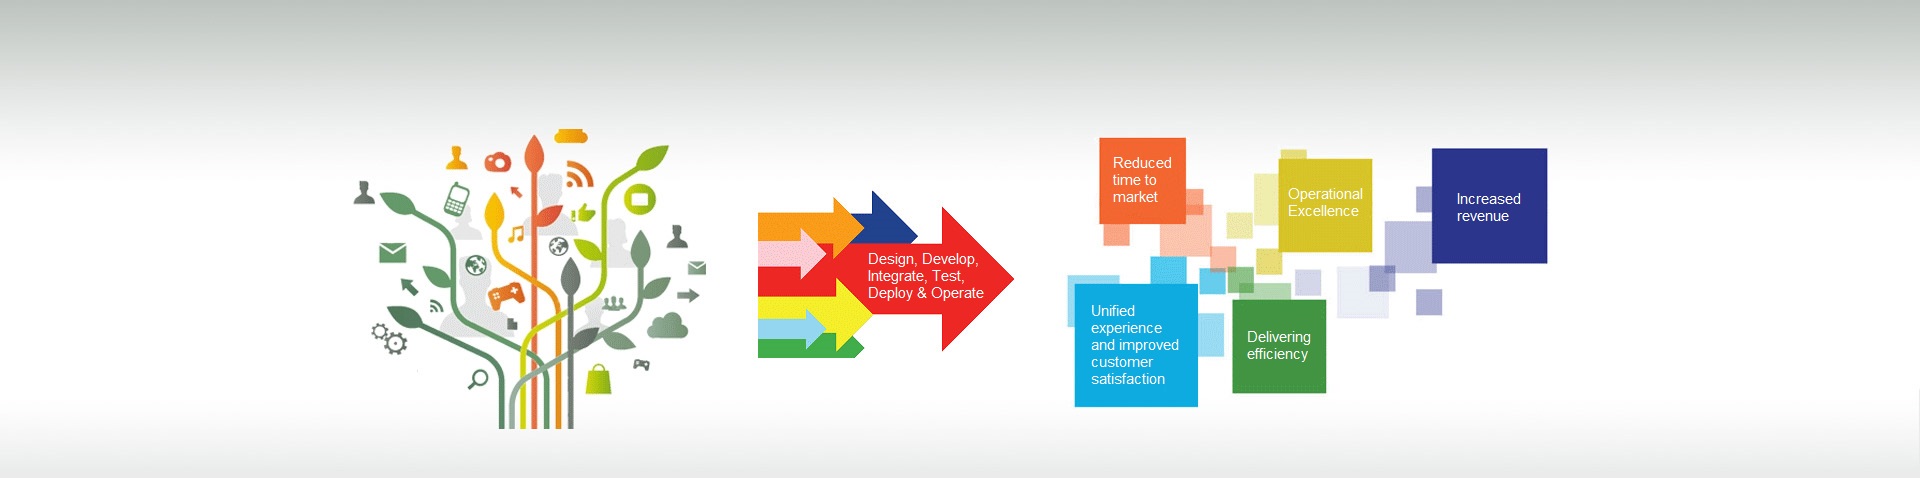 Design, Develop,
Integrate, Test,
Deploy & Operate
Reduced
time to
market
Operational
Excellence
Increased
revenue
Unified
experience
and improved
customer
satisfaction
Delivering
efficiency